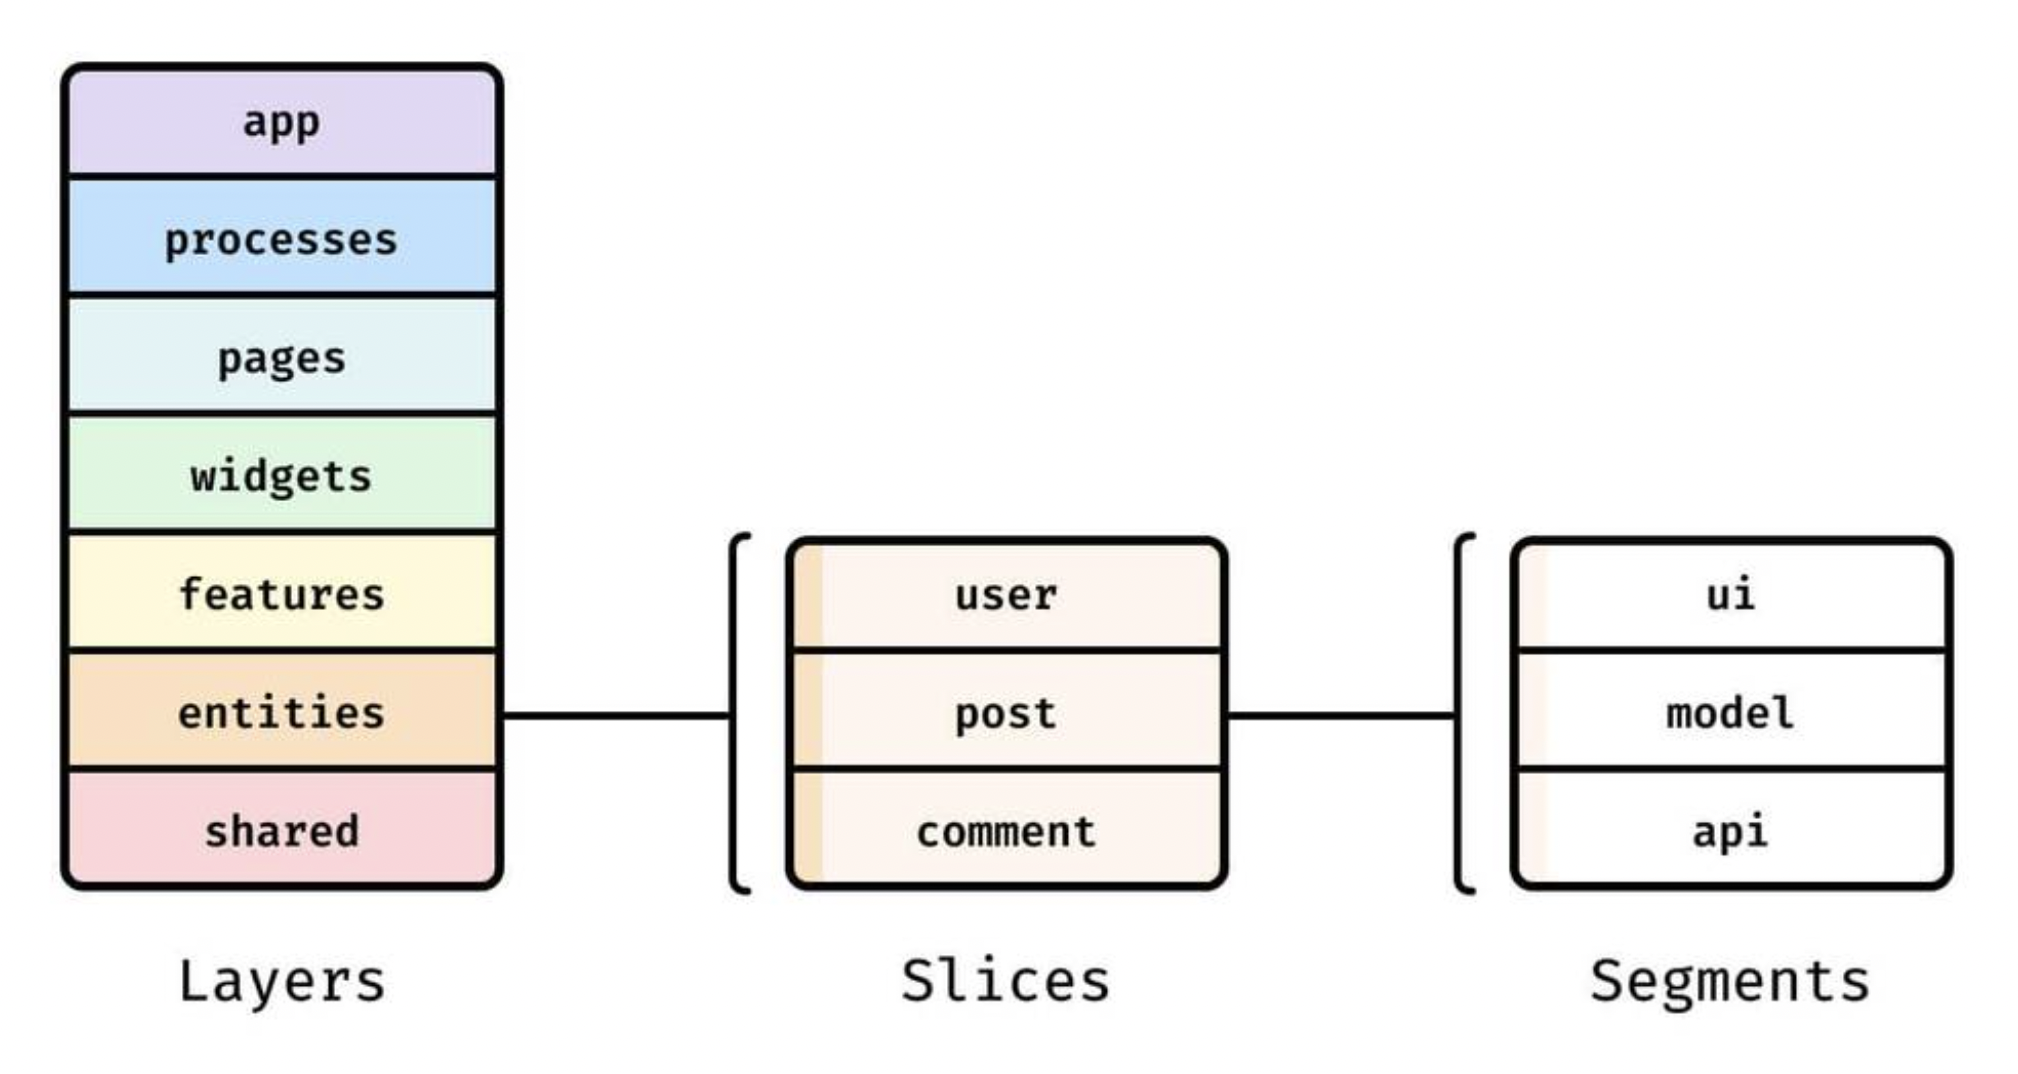 app
processes
pages
widgets
features
entities
shared
Layers
user
post
comment
Slices
ui
model
api
Segments